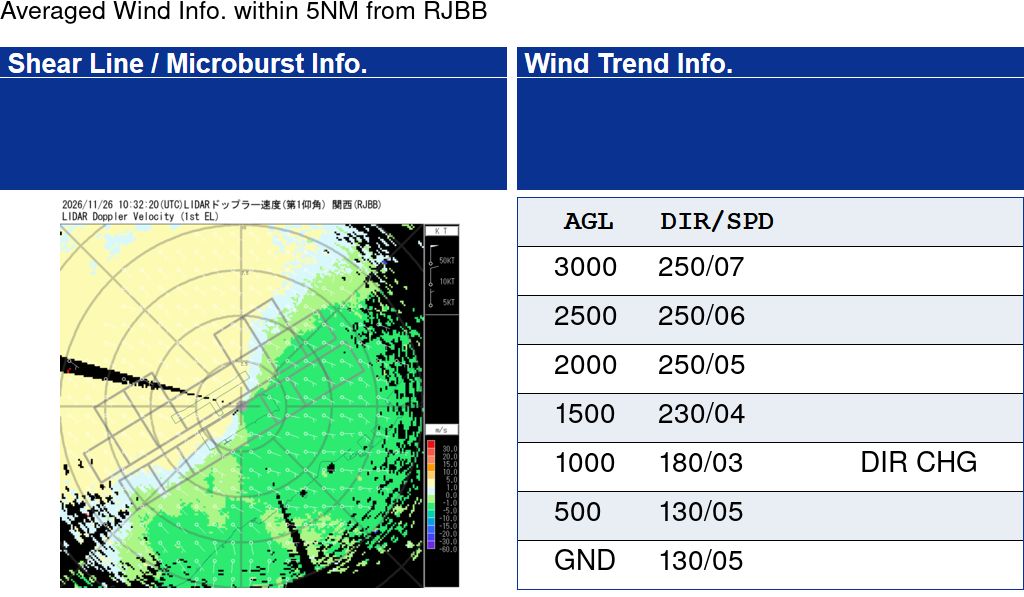 Averaged Wind Info. within 5NM from RJBB
Shear Line / Microburst Info.
Wind Trend Info.
2026/11/26 10:32:20(UTC)LIDARドップラー速度(第1仰角) 関西(RJBB)
LIDAR Doppler Velocity (1st EL)
K T
50KT
10KT
5KT
m/s
30.0
20.0
15.0
10.0
5.0
1.0
0.0
-1.0
-5.0
-10.0
-15.0
-20.0
-30.0
-60.0
AGL DIR/SPD
3000 250/07
2500 250/06
2000 250/05
1500 230/04
1000 180/03 DIR CHG
500 130/05
GND 130/05